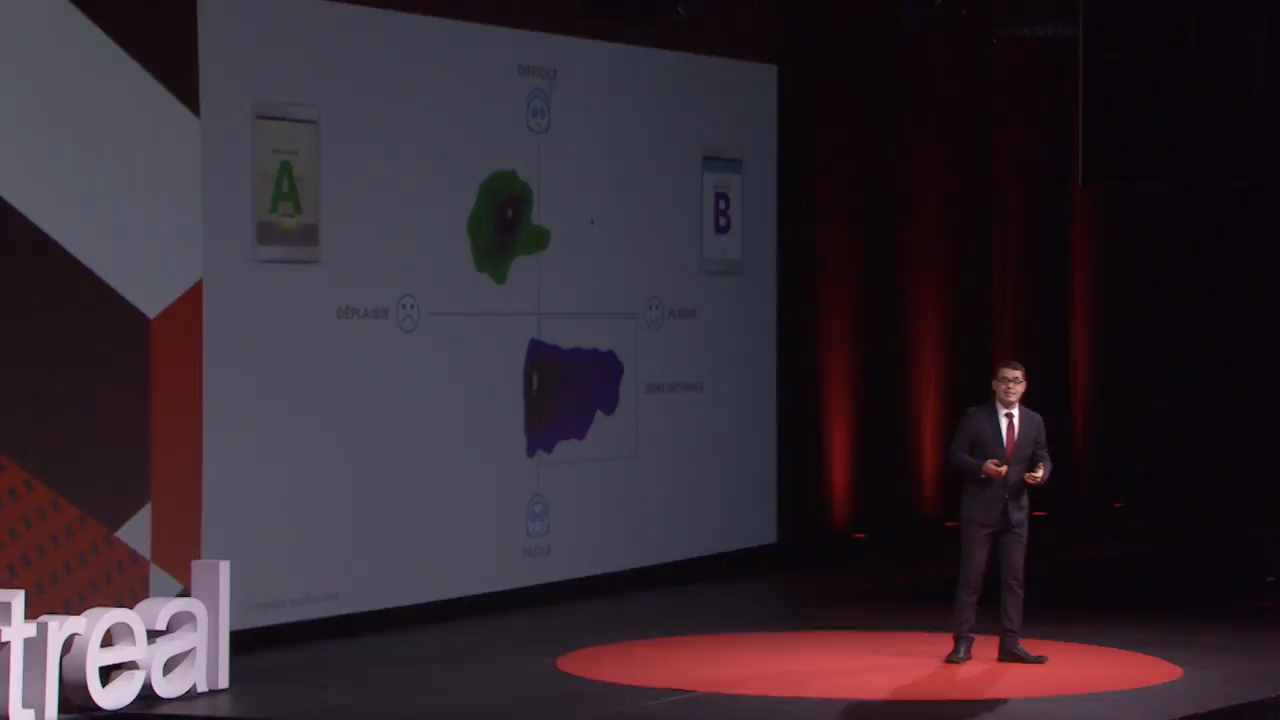 DIFFICILE
A
B
DÉPLAISIR
PLAISIR
ZONE OPTIMALE
FACILE
treal